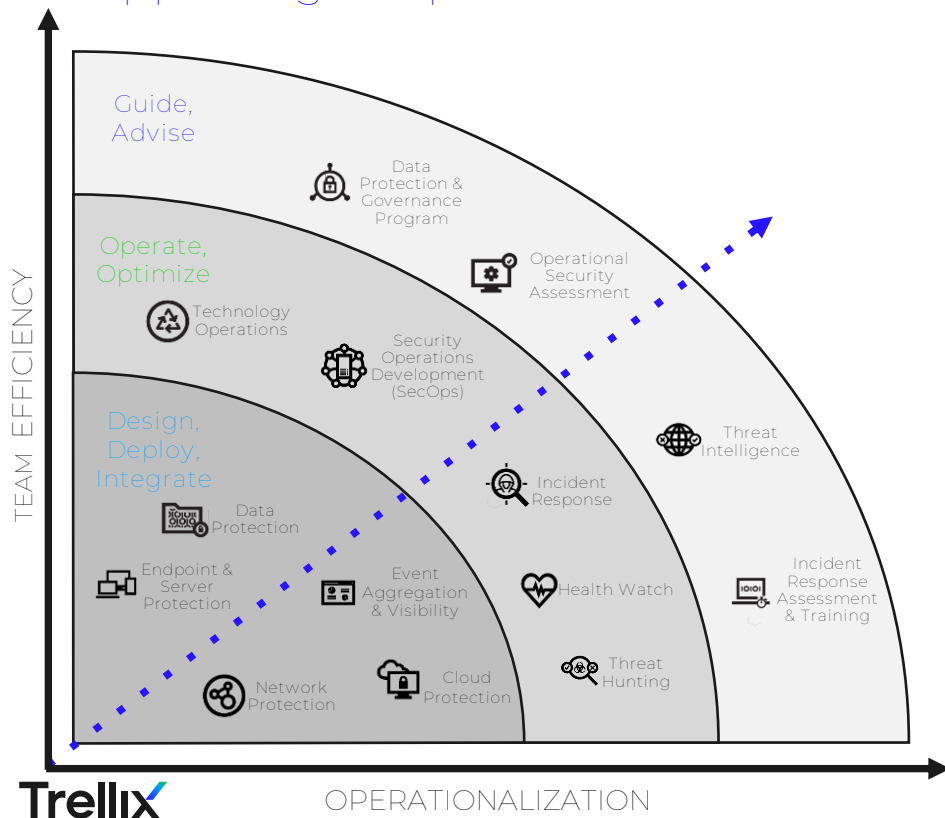 Guide,
Advise
Data
Protection &
Governance
Program
Operational
Security
Assessment
Operate,
Optimize
Technology
Operations
Security
Operations
Development
(SecOps)
Threat
Intelligence
Design,
Deploy,
Integrate
Incident
Response
Data
Protection
Endpoint &
Server
Protection
Event
Aggregation
& Visibility
Health Watch
Incident
Response
Assessment
& Training
Network
Protection
Cloud
Protection
Threat
Hunting
TEAM EFFICIENCY
OPERATIONALIZATION
Trellix